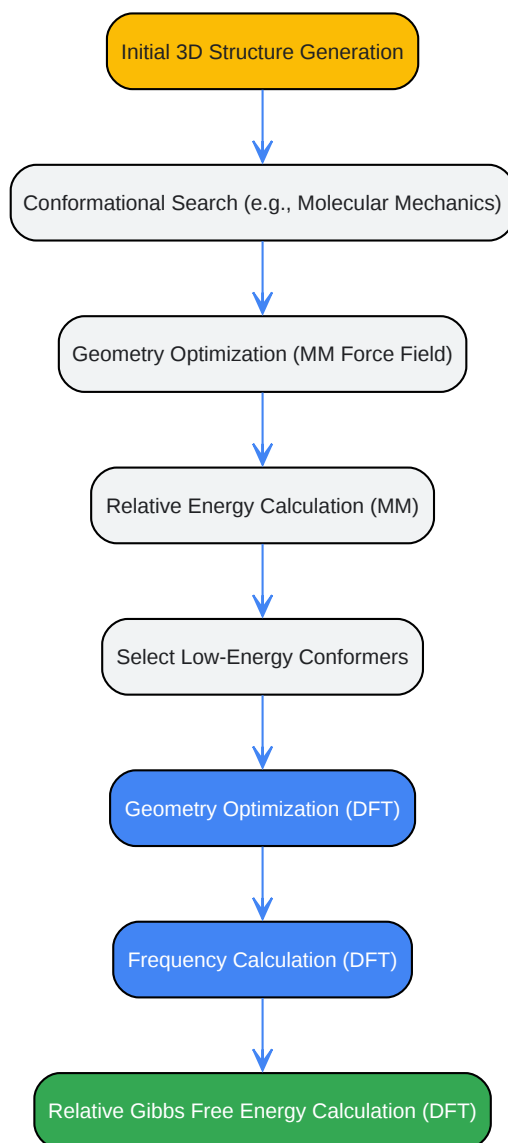 Initial 3D Structure Generation
Conformational Search (e.g., Molecular Mechanics)
Geometry Optimization (MM Force Field)
Relative Energy Calculation (MM)
Select Low-Energy Conformers
Geometry Optimization (DFT)
Frequency Calculation (DFT)
Relative Gibbs Free Energy Calculation (DFT)